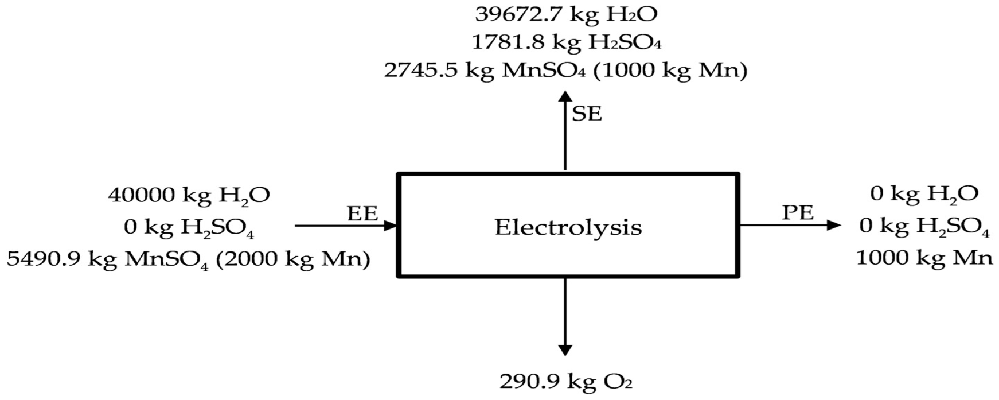 39672.7 kg H₂O
1781.8 kg H₂SO₄
2745.5 kg MnSO₄ (1000 kg Mn)
SE
40000 kg H₂O
0 kg H₂SO₄
5490.9 kg MnSO₄ (2000 kg Mn)
EE
Electrolysis
PE
0 kg H₂O
0 kg H₂SO₄
1000 kg Mn
290.9 kg O₂